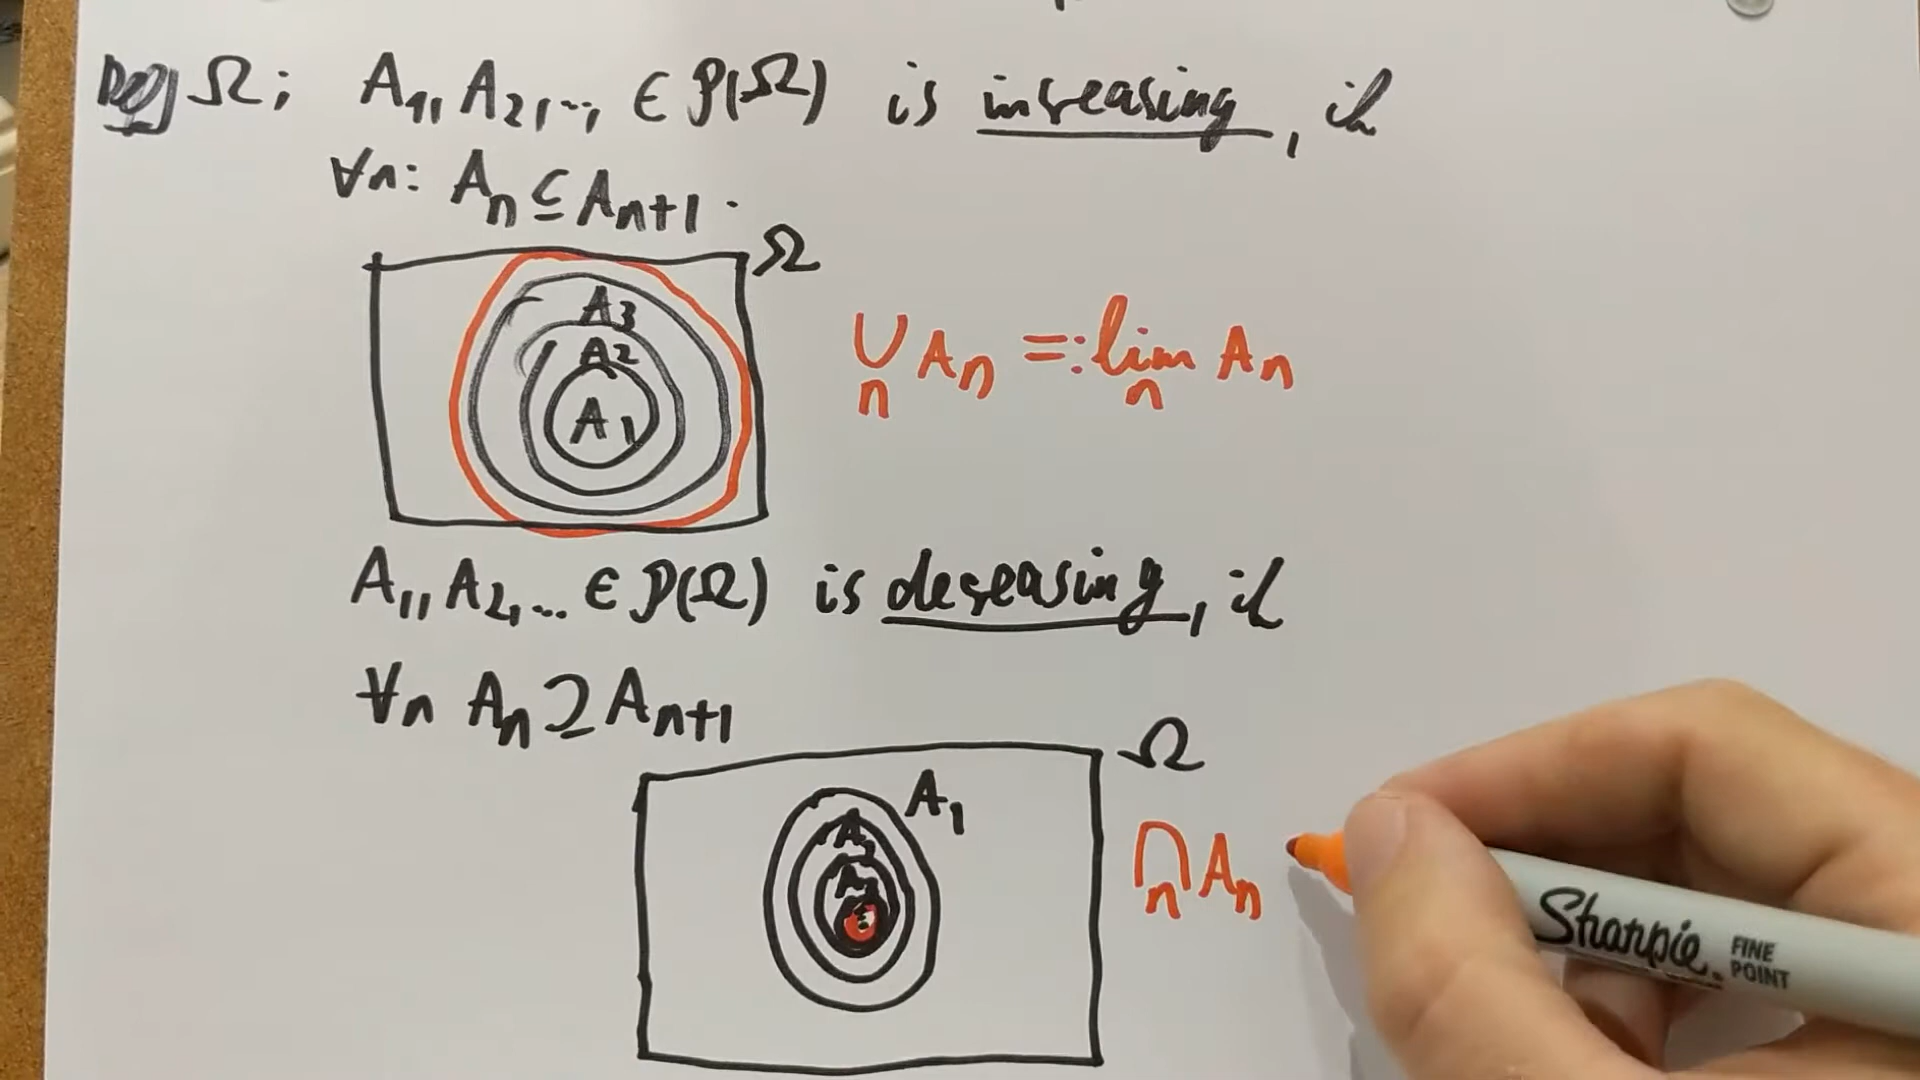 Def Ω; A1, A2, ..., ∈ P(Ω) is increasing, if
∀n: An ⊆ An+1.
Ω
A3
A2
A1
⋃n An =: lim n An
A1, A2, ... ∈ P(Ω) is decreasing, if
∀n An ⊇ An+1
Ω
A1
A2
A3
⋂n An
Sharpie.
FINE
POINT